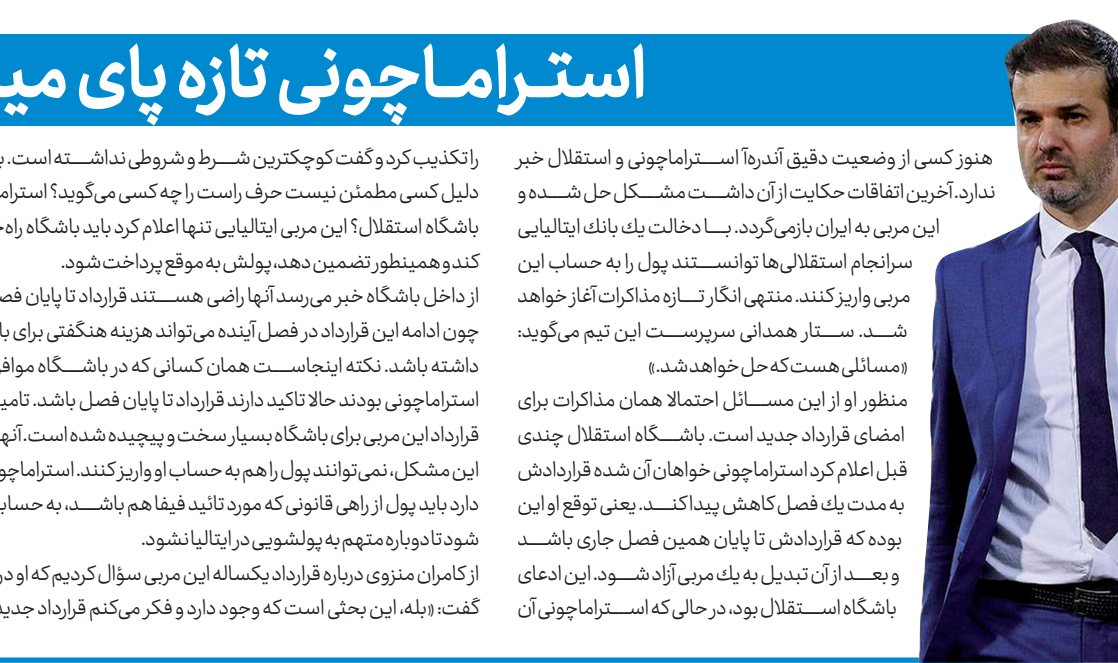 استراماچونی تازه پای
هنوز کسی از وضعیت دقیق آندره‌آ استراماچونی و استقلال خبر
ندارد. آخرین اتفاقات حکایت از آن داشت مشکل حل شده و
این مربی به ایران بازمی‌گردد. با دخالت یك بانك ایتالیایی
سرانجام استقلالی‌ها توانستند پول را به حساب این
مربی واریز کنند. منتهی انگار تازه مذاکرات آغاز خواهد
شد. ستار همدانی سرپرست این تیم می‌گوید:
«مسائلی هست که حل خواهد شد.»
منظور او از این مسائل احتمالا همان مذاکرات برای
امضای قرارداد جدید است. باشگاه استقلال چندی
قبل اعلام کرد استراماچونی خواهان آن شده قراردادش
به مدت یك فصل کاهش پیدا کند. یعنی توقع او این
بوده که قراردادش تا پایان همین فصل جاری باشد
و بعد از آن تبدیل به یك مربی آزاد شود. این ادعای
باشگاه استقلال بود، در حالی که استراماچونی آن
را تکذیب کرد و گفت کوچکترین شرط و شروطی نداشته است.
دلیل کسی مطمئن نیست حرف راست را چه کسی می‌گوید؟
باشگاه استقلال؟ این مربی ایتالیایی تنها اعلام کرد باید باشگاه
کند و همینطور تضمین دهد، پولش به موقع پرداخت شود.
از داخل باشگاه خبر می‌رسد آنها راضی هستند قرارداد تا پایان
چون ادامه این قرارداد در فصل آینده می‌تواند هزینه هنگفتی برای
داشته باشد. نکته اینجاست همان کسانی که در باشگاه
استراماچونی بودند حالا تاکید دارند قرارداد تا پایان فصل باشد.
قرارداد این مربی برای باشگاه بسیار سخت و پیچیده شده است. آنها
این مشکل، نمی‌توانند پول را هم به حساب او واریز کنند.
دارد باید پول از راهی قانونی که مورد تائید فیفا هم باشد، به
شود تا دوباره متهم به پولشویی در ایتالیا نشود.
از کامران منزوی درباره قرارداد یکساله این مربی سؤال کردیم که او
گفت: «بله، این بحثی است که وجود دارد و فکر می‌کنم قرارداد